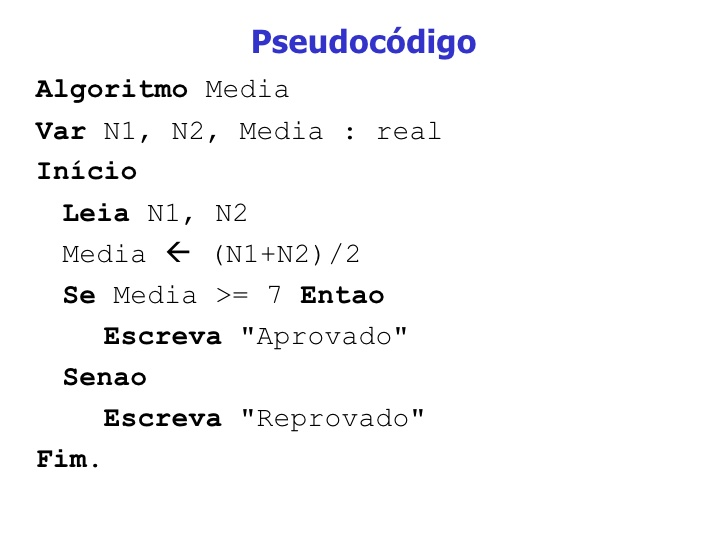 Pseudocódigo
Algoritmo Media
Var N1, N2, Media : real
Início
Leia N1, N2
Media ← (N1+N2)/2
Se Media >= 7 Entao
Escreva "Aprovado"
Senao
Escreva "Reprovado"
Fim.